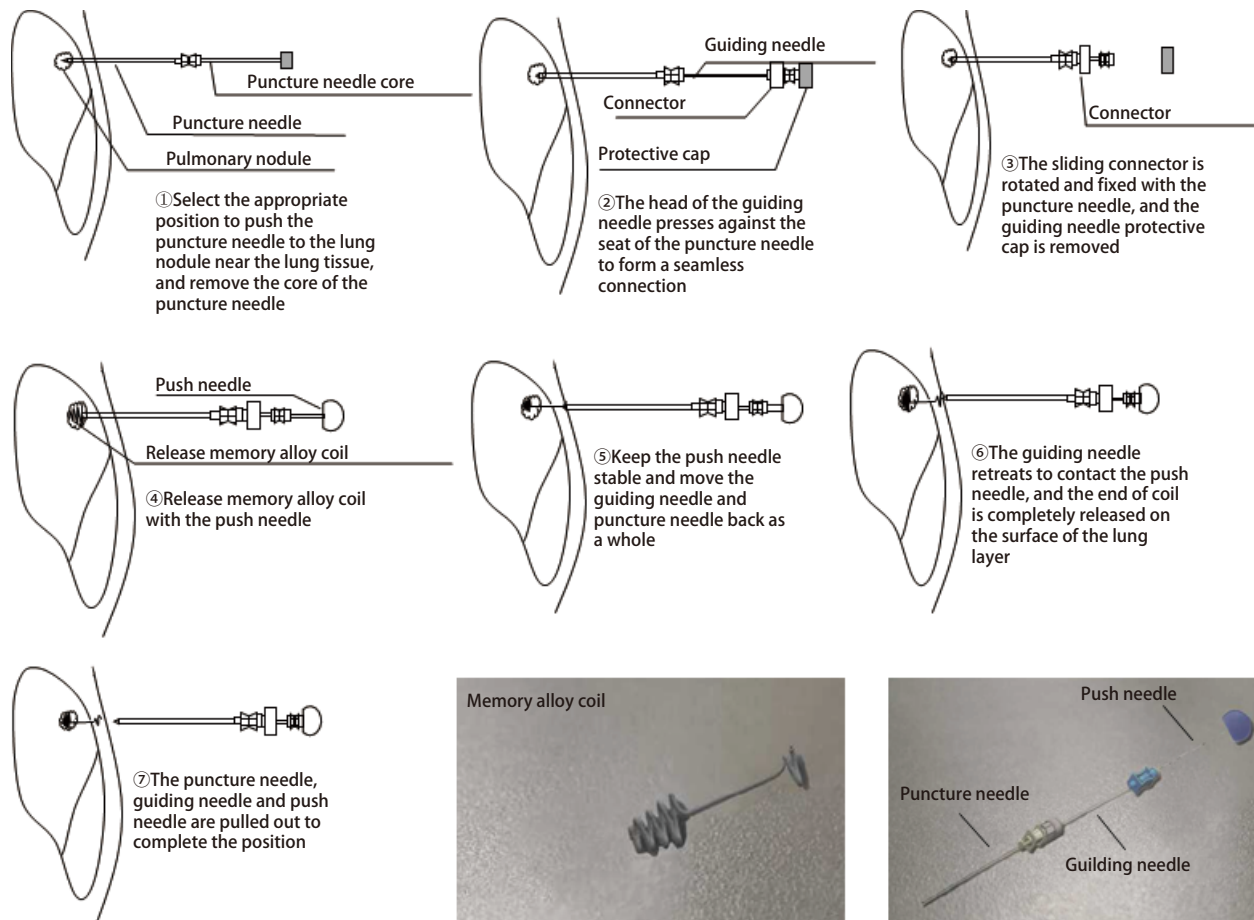 Puncture needle core
Puncture needle
Pulmonary nodule
①Select the appropriate
position to push the
puncture needle to the lung
nodule near the lung tissue,
and remove the core of the
puncture needle
Guiding needle
Connector
Protective cap
②The head of the guiding
needle presses against the
seat of the puncture needle
to form a seamless
connection
Connector
③The sliding connector is
rotated and fixed with the
puncture needle, and the
guiding needle protective
cap is removed
Push needle
Release memory alloy coil
④Release memory alloy coil
with the push needle
⑤Keep the push needle
stable and move the
guiding needle and
puncture needle back as
a whole
⑥The guiding needle
retreats to contact the push
needle, and the end of coil
is completely released on
the surface of the lung
layer
⑦The puncture needle,
guiding needle and push
needle are pulled out to
complete the position
Memory alloy coil
Push needle
Puncture needle
Guilding needle